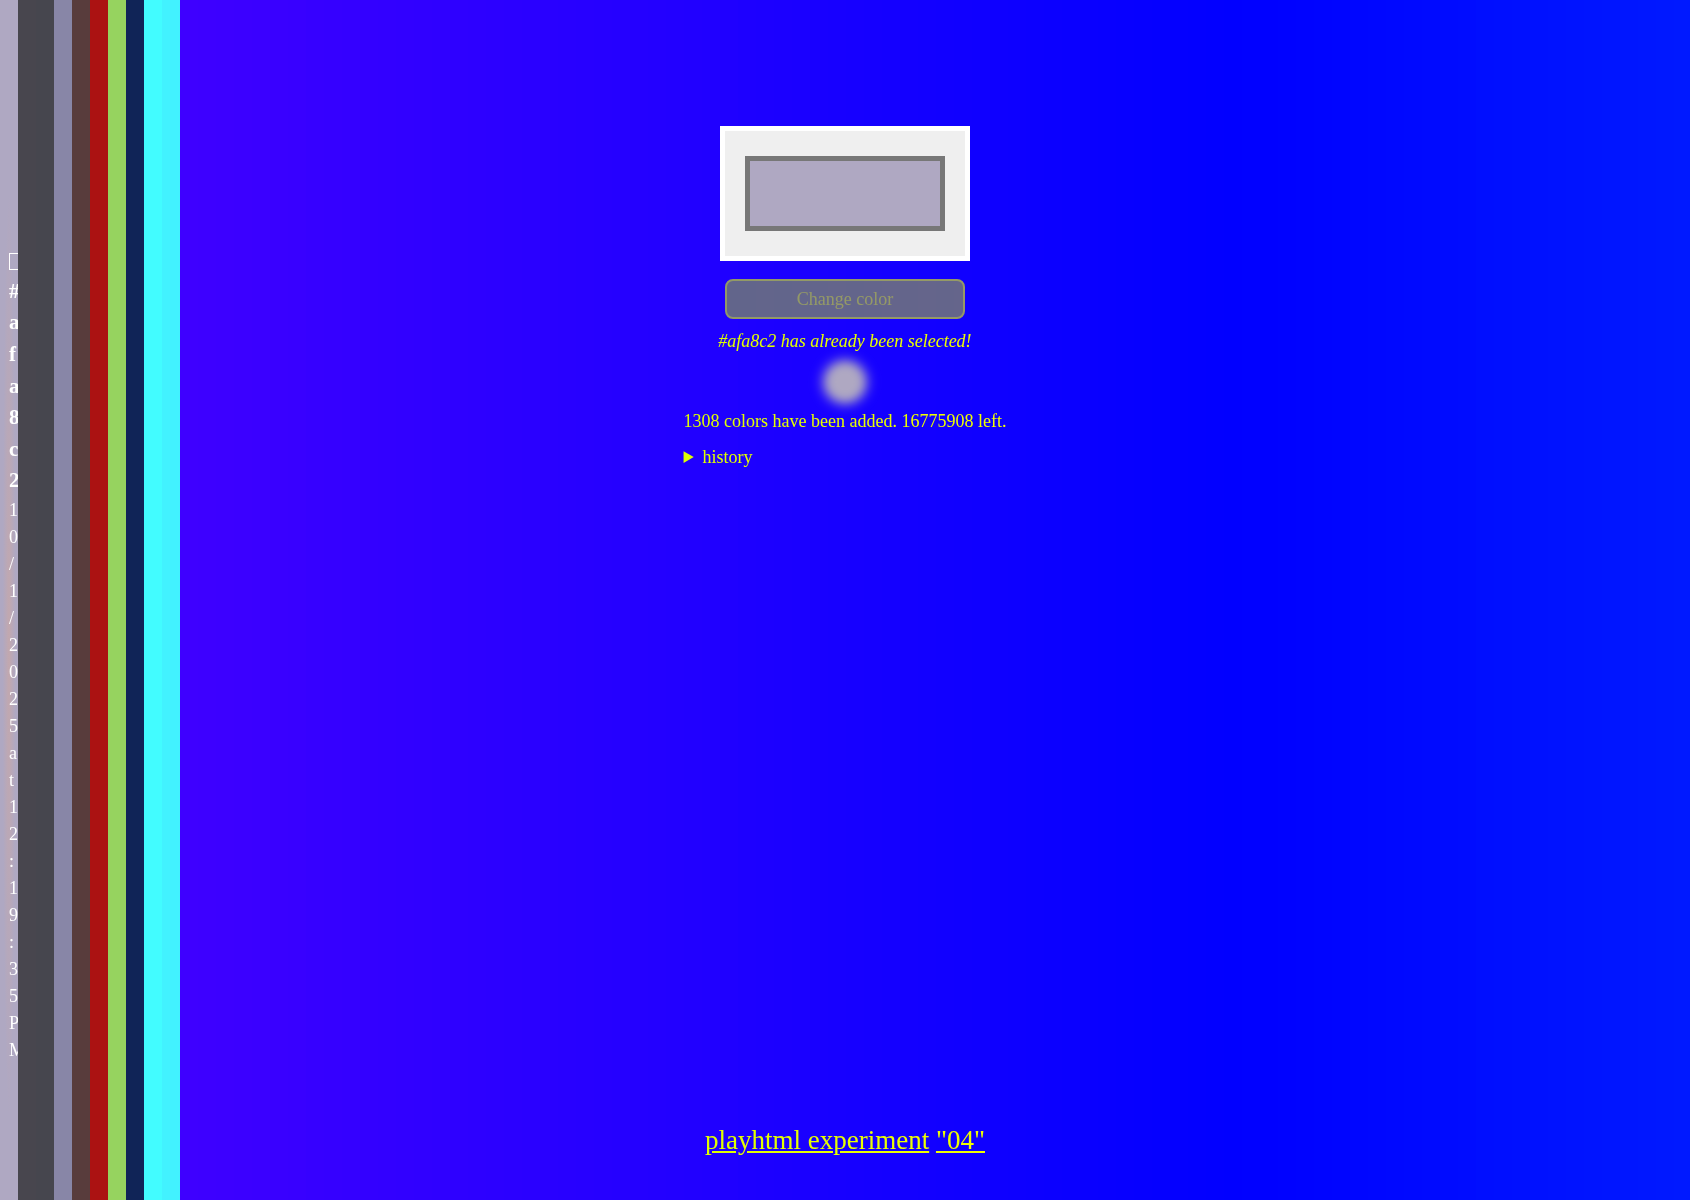 #afa8c2
10/1/2025 at 12:19:35 PM
Change color
#afa8c2 has already been selected!
1308 colors have been added. 16775908 left.
history
playhtml experiment "04"